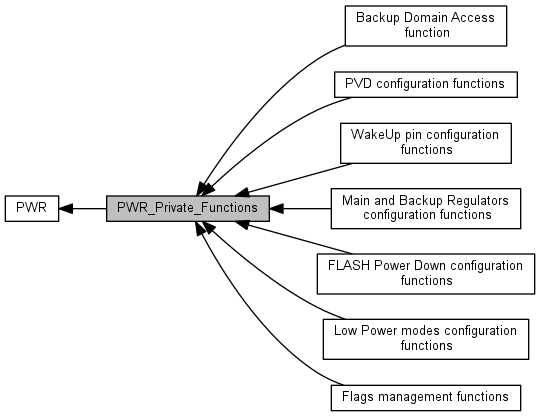 Backup Domain Access
function
PVD configuration functions
WakeUp pin configuration
functions
PWR
PWR_Private_Functions
Main and Backup Regulators
configuration functions
FLASH Power Down configuration
functions
Low Power modes configuration
functions
Flags management functions